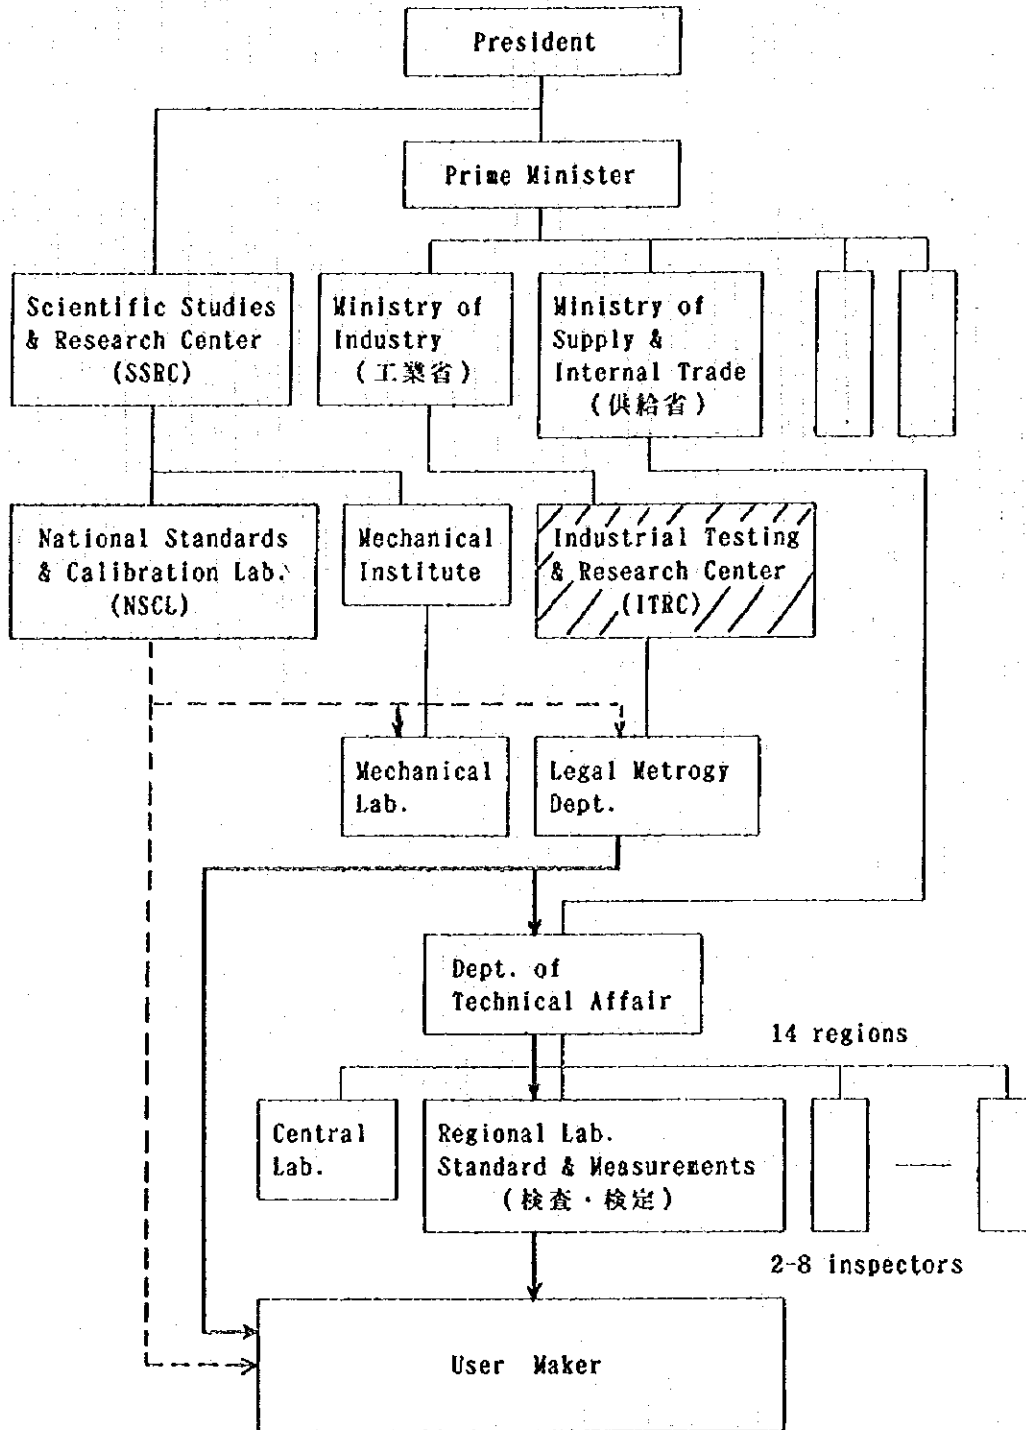 President
Prime Minister
Scientific Studies
& Research Center
(SSRC)
Ministry of
Industry
(工業省)
Ministry of
Supply &
Internal Trade
(供給省)
National Standards
& Calibration Lab.
(NSCL)
Mechanical
Institute
Industrial Testing
& Research Center
(ITRC)
Mechanical
Lab.
Legal Metrogy
Dept.
Dept. of
Technical Affair
14 regions
Central
Lab.
Regional Lab.
Standard & Measurements
(検査・検定)
2-8 inspectors
User Maker